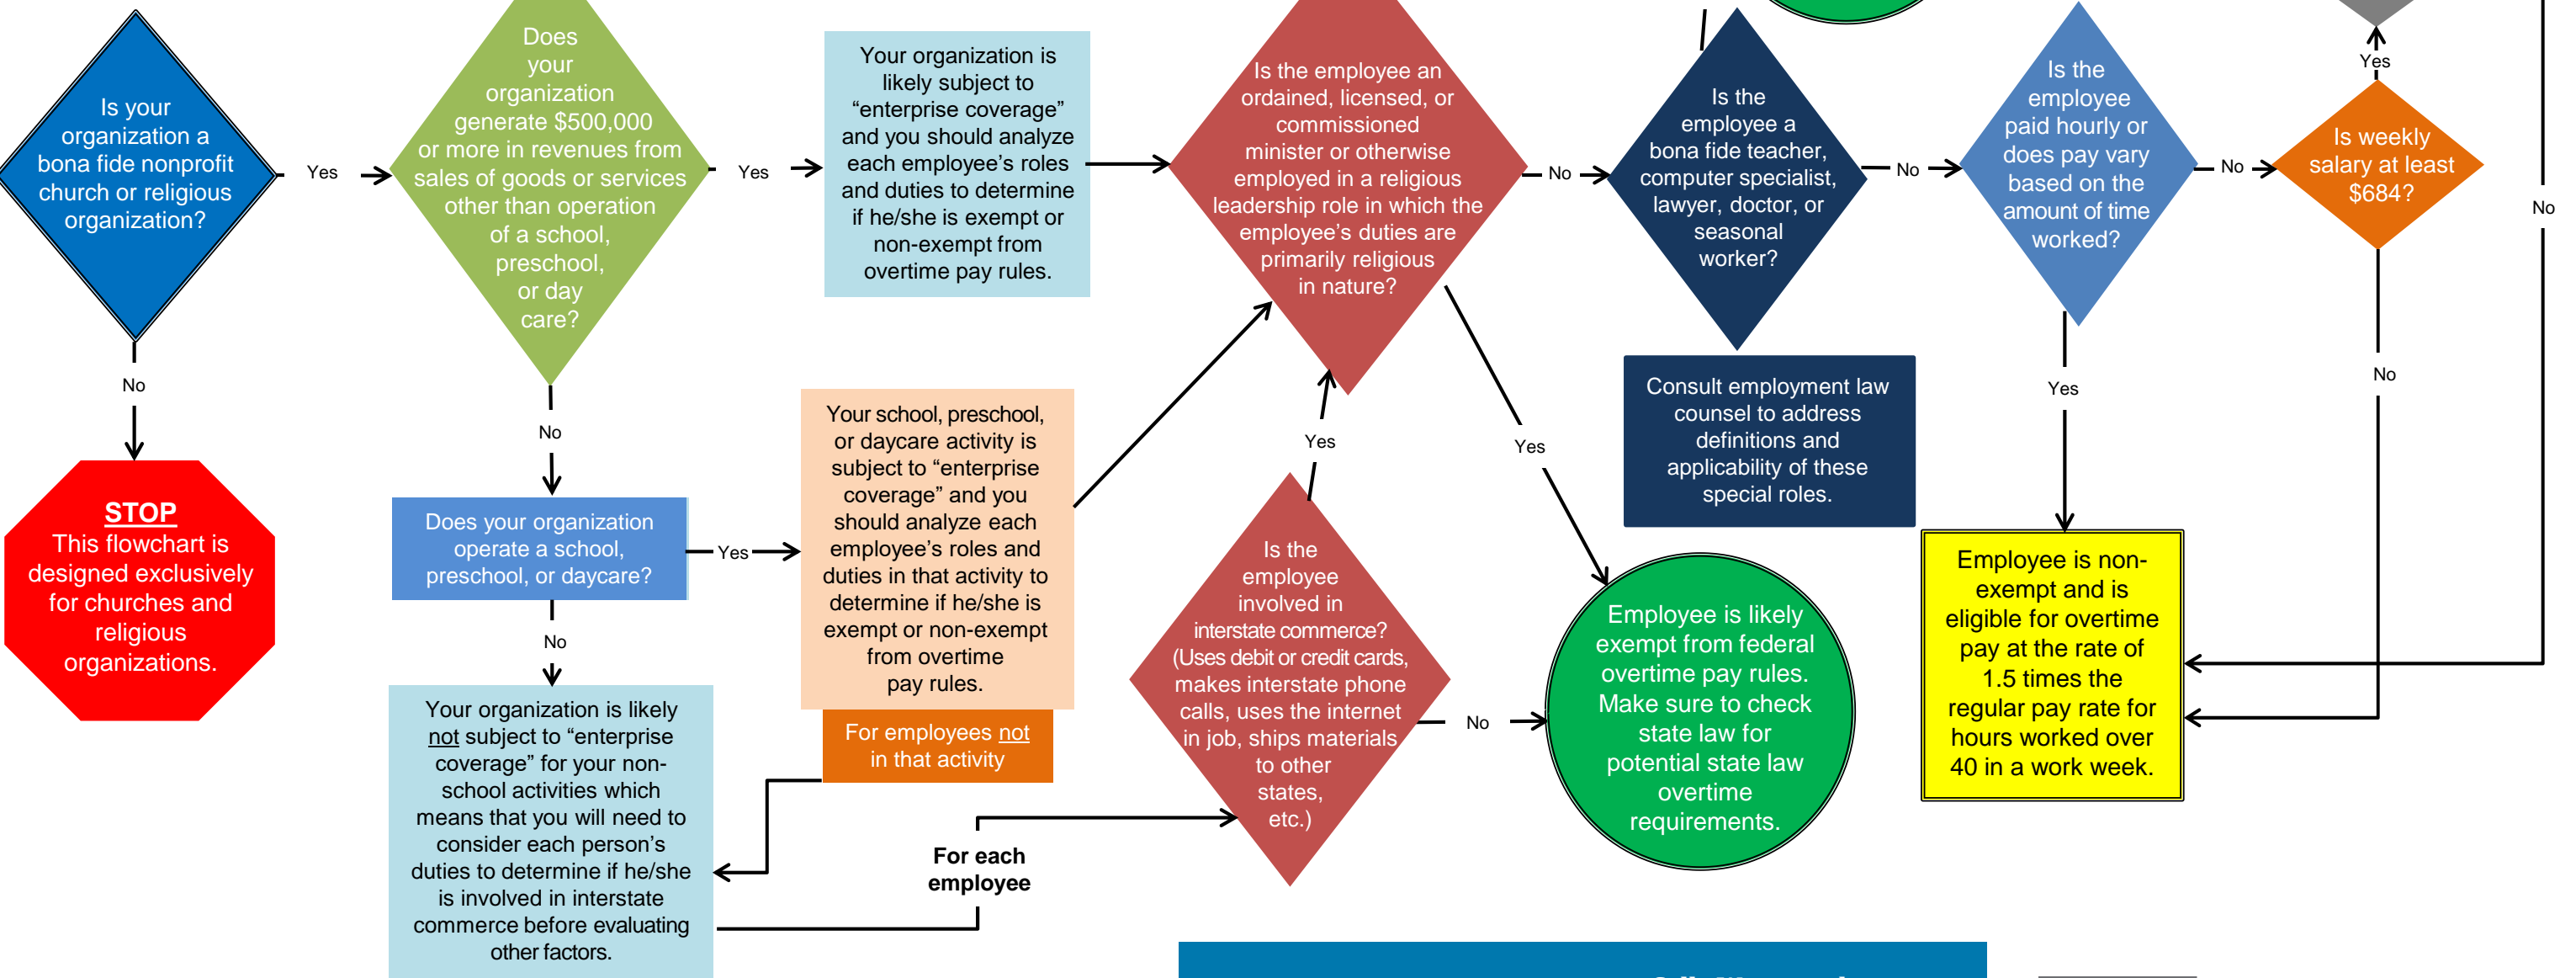 Is your
organization a
bona fide nonprofit
church or religious
organization?
Yes
No
STOP
This flowchart is
designed exclusively
for churches and
religious
organizations.
Does
your
organization
generate $500,000
or more in revenues from
sales of goods or services
other than operation
of a school,
preschool,
or day
care?
Yes
No
Does your organization
operate a school,
preschool, or daycare?
Yes
No
Your organization is likely
not subject to “enterprise
coverage” for your non-
school activities which
means that you will need to
consider each person’s
duties to determine if he/she
is involved in interstate
commerce before evaluating
other factors.
Your organization is
likely subject to
“enterprise coverage”
and you should analyze
each employee’s roles
and duties to determine
if he/she is exempt or
non-exempt from
overtime pay rules.
Your school, preschool,
or daycare activity is
subject to “enterprise
coverage” and you
should analyze each
employee’s roles and
duties in that activity to
determine if he/she is
exempt or non-exempt
from overtime
pay rules.
For employees not
in that activity
For each
employee
Is the employee an
ordained, licensed, or
commissioned
minister or otherwise
employed in a religious
leadership role in which the
employee’s duties are
primarily religious
in nature?
No
Yes
Yes
Is the
employee
involved in
interstate commerce?
(Uses debit or credit cards,
makes interstate phone
calls, uses the internet
in job, ships materials
to other
states,
etc.)
No
Employee is likely
exempt from federal
overtime pay rules.
Make sure to check
state law for
potential state law
overtime
requirements.
Is the
employee a
bona fide teacher,
computer specialist,
lawyer, doctor, or
seasonal
worker?
No
Consult employment law
counsel to address
definitions and
applicability of these
special roles.
Is the
employee
paid hourly or
does pay vary
based on the
amount of time
worked?
No
Yes
Employee is non-
exempt and is
eligible for overtime
pay at the rate of
1.5 times the
regular pay rate for
hours worked over
40 in a work week.
Yes
Is weekly
salary at least
$684?
No
No